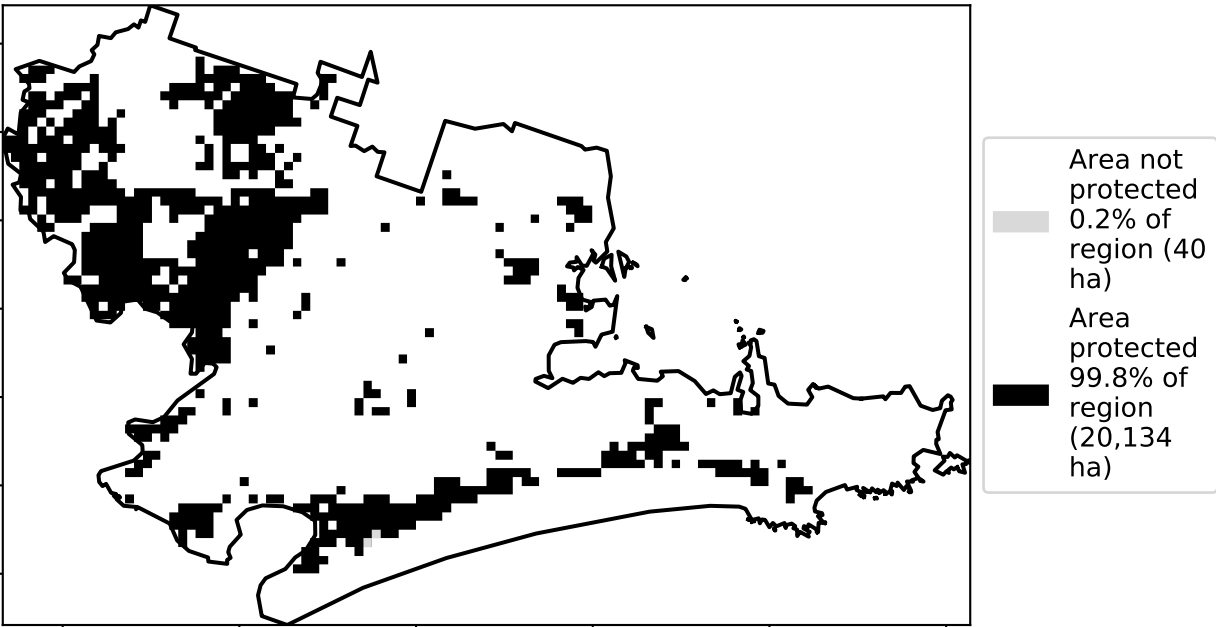 Area not
protected
0.2% of
region (40
ha)
Area
protected
99.8% of
region
(20,134
ha)